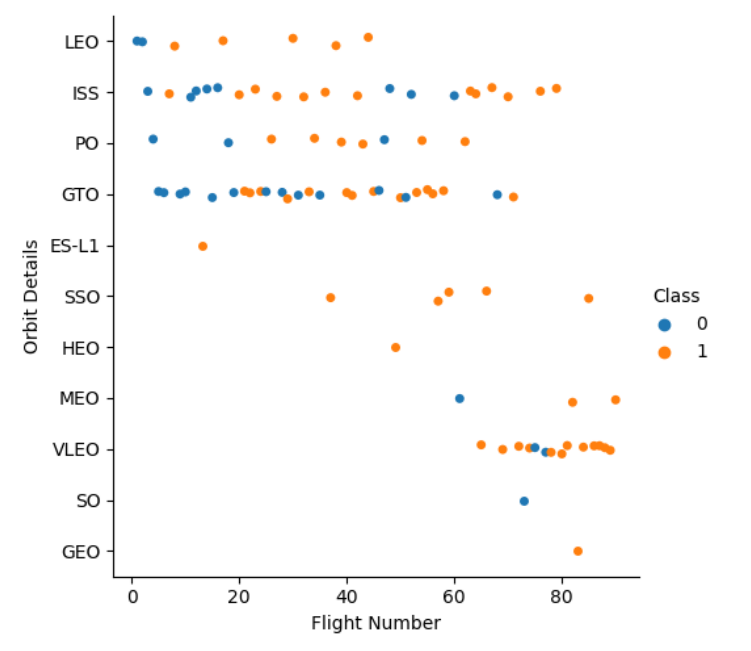 LEO
ISS
PO
GTO
ES-L1
SSO
HEO
MEO
VLEO
SO
GEO
Orbit Details
0
20
40
60
80
Flight Number
Class
0
1